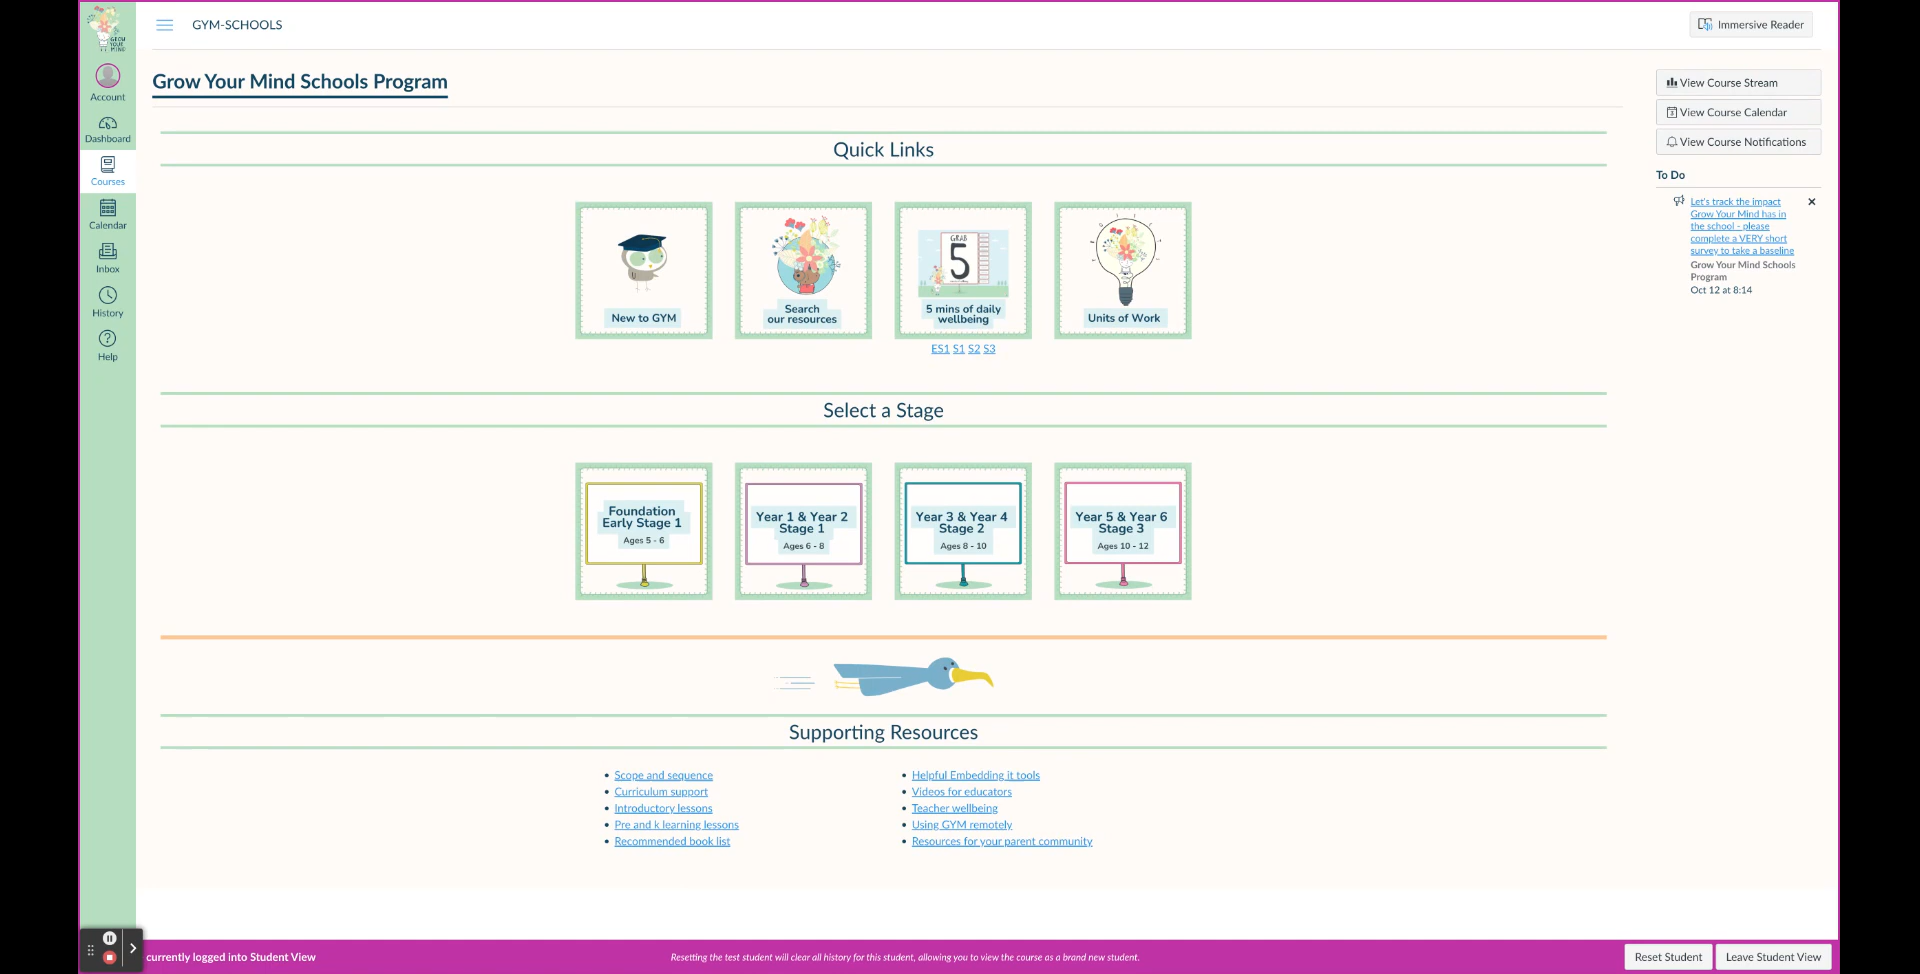 GROW
YOUR
MIND
Account
Dashboard
Courses
Calendar
Inbox
History
Help
GYM-SCHOOLS
Immersive Reader
Grow Your Mind Schools Program
Quick Links
New to GYM
Search
our resources
GRAB
5
5 mins of daily
wellbeing
Units of Work
ES1 S1 S2 S3
Select a Stage
Foundation
Early Stage 1
Ages 5 - 6
Year 1 & Year 2
Stage 1
Ages 6 - 8
Year 3 & Year 4
Stage 2
Ages 8 - 10
Year 5 & Year 6
Stage 3
Ages 10 - 12
Supporting Resources
Scope and sequence
Curriculum support
Introductory lessons
Pre and k learning lessons
Recommended book list
Helpful Embedding it tools
Videos for educators
Teacher wellbeing
Using GYM remotely
Resources for your parent community
View Course Stream
View Course Calendar
View Course Notifications
To Do
Let's track the impact
Grow Your Mind has in
the school - please
complete a VERY short
survey to take a baseline
Grow Your Mind Schools
Program
Oct 12 at 8:14
currently logged into Student View
Resetting the test student will clear all history for this student, allowing you to view the course as a brand new student.
Reset Student
Leave Student View